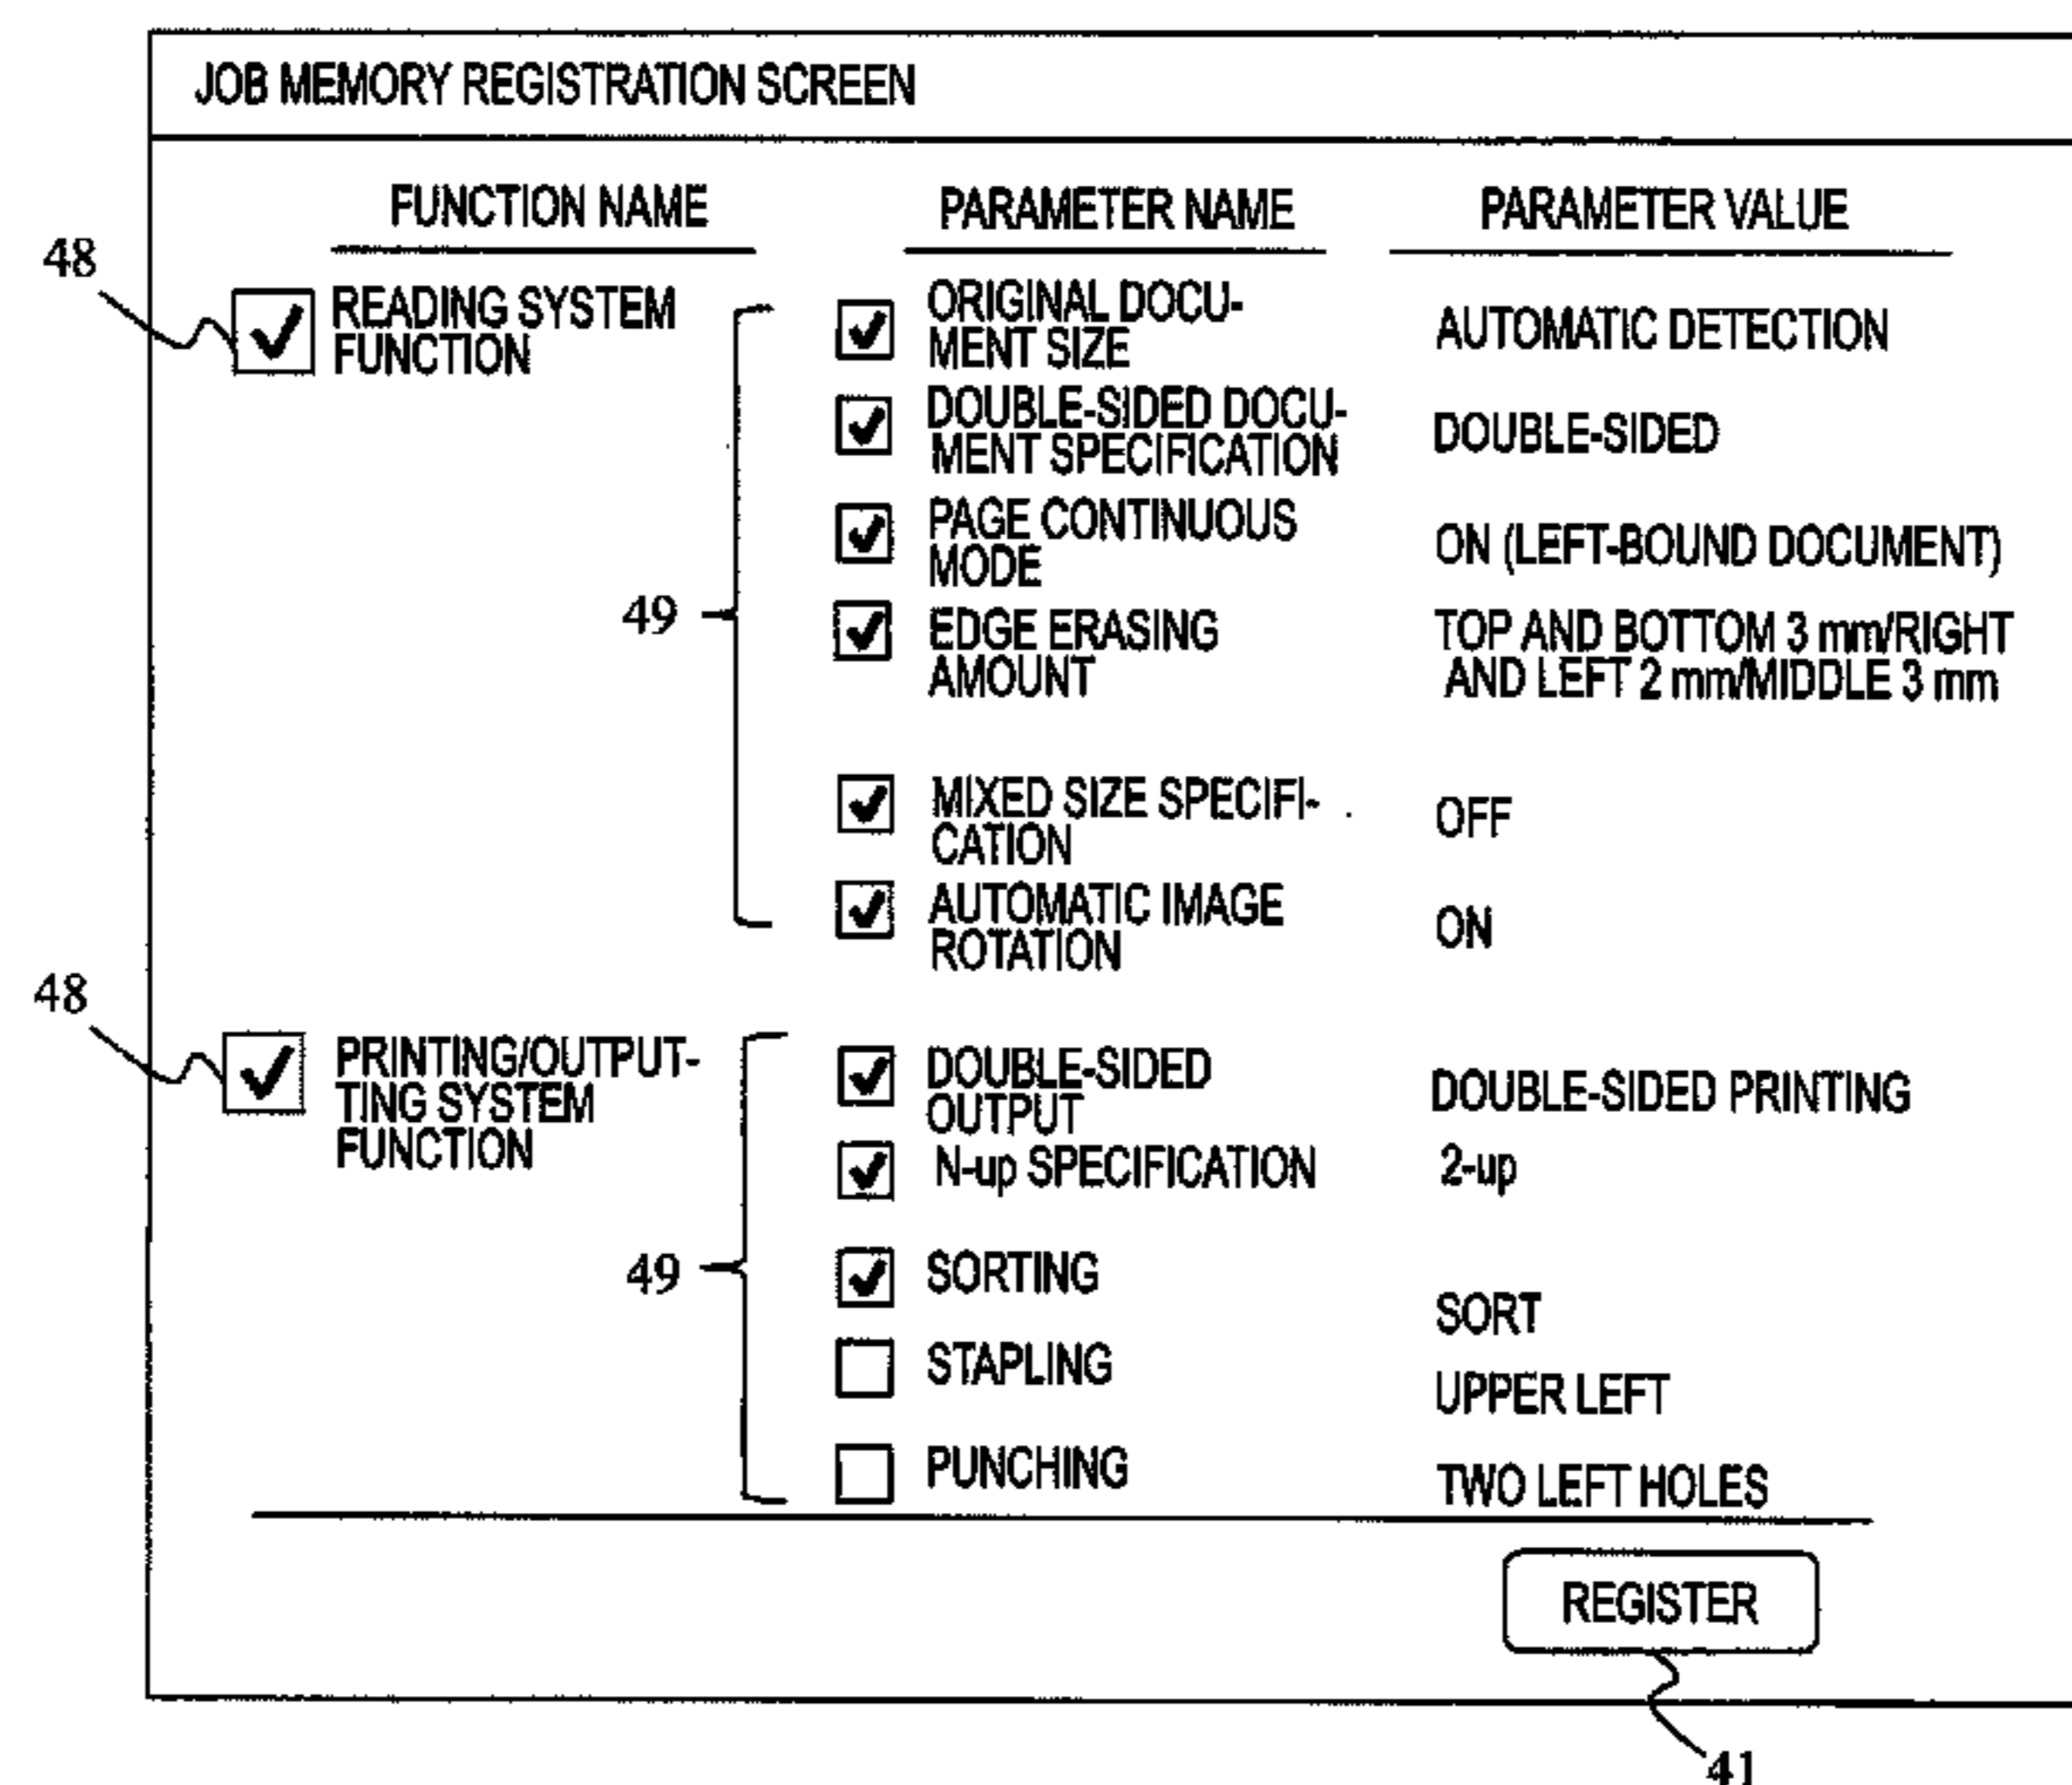 JOB MEMORY REGISTRATION SCREEN
FUNCTION NAME
PARAMETER NAME
PARAMETER VALUE
48
READING SYSTEM
FUNCTION
49
ORIGINAL DOCU-
MENT SIZE
AUTOMATIC DETECTION
DOUBLE-SIDED DOCU-
MENT SPECIFICATION
DOUBLE-SIDED
PAGE CONTINUOUS
MODE
ON (LEFT-BOUND DOCUMENT)
EDGE ERASING
AMOUNT
TOP AND BOTTOM 3 mm/RIGHT
AND LEFT 2 mm/MIDDLE 3 mm
MIXED SIZE SPECIFI-
CATION
OFF
AUTOMATIC IMAGE
ROTATION
ON
48
PRINTING/OUTPUT-
TING SYSTEM
FUNCTION
49
DOUBLE-SIDED
OUTPUT
DOUBLE-SIDED PRINTING
N-up SPECIFICATION
2-up
SORTING
SORT
STAPLING
UPPER LEFT
PUNCHING
TWO LEFT HOLES
REGISTER
41